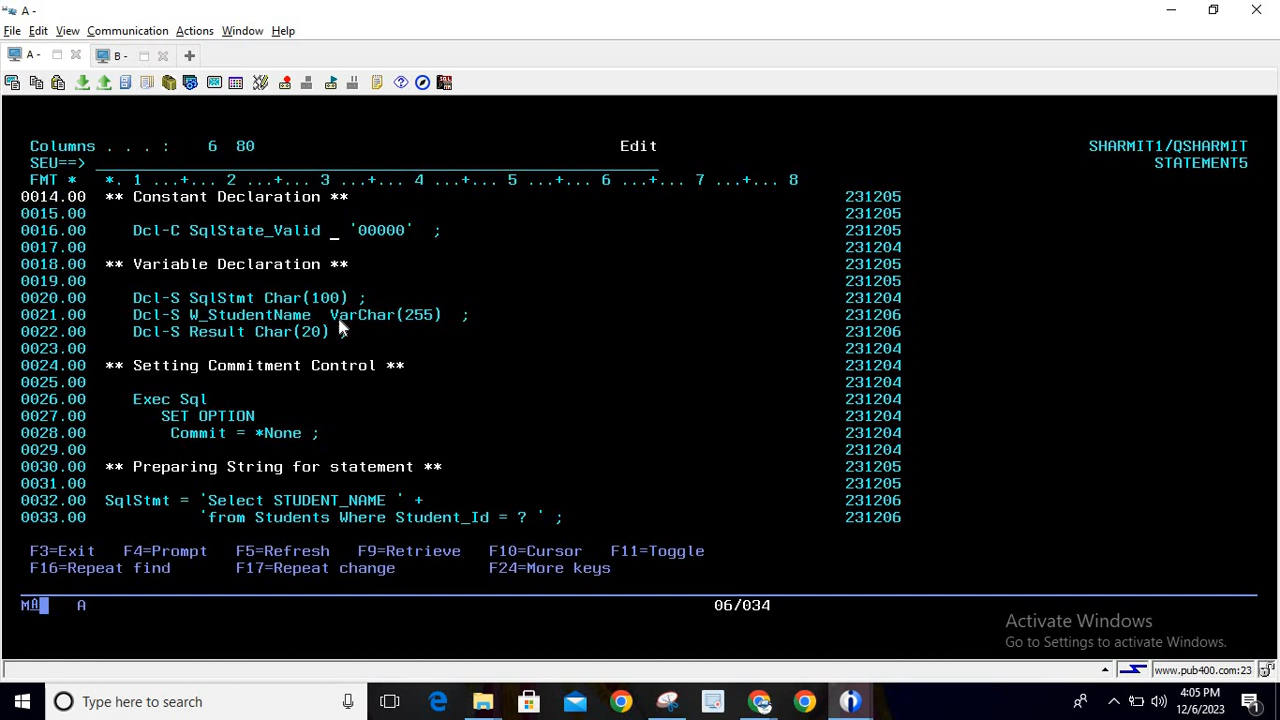 A -
File Edit View Communication Actions Window Help
A - B -
Columns . . . : 6 80 Edit SHARMIT1/QSHARMIT
SEU==> STATEMENT5
FMT * *. 1 ...+... 2 ...+... 3 ...+... 4 ...+... 5 ...+... 6 ...+... 7 ...+... 8
0014.00 ** Constant Declaration ** 231205
0015.00 231205
0016.00 Dcl-C SqlState_Valid _ '00000' ; 231205
0017.00 231204
0018.00 ** Variable Declaration ** 231205
0019.00 231205
0020.00 Dcl-S SqlStmt Char(100) ; 231204
0021.00 Dcl-S W_StudentName VarChar(255) ; 231206
0022.00 Dcl-S Result Char(20) ; 231206
0023.00 231204
0024.00 ** Setting Commitment Control ** 231204
0025.00 231204
0026.00 Exec Sql 231204
0027.00 SET OPTION 231204
0028.00 Commit = *None ; 231204
0029.00 231204
0030.00 ** Preparing String for statement ** 231205
0031.00 231205
0032.00 SqlStmt = 'Select STUDENT_NAME ' + 231206
0033.00 'from Students Where Student_Id = ? ' ; 231206
F3=Exit F4=Prompt F5=Refresh F9=Retrieve F10=Cursor F11=Toggle
F16=Repeat find F17=Repeat change F24=More keys
MA A 06/034
Activate Windows
Go to Settings to activate Windows.
www.pub400.com:23
Type here to search
4:05 PM
12/6/2023